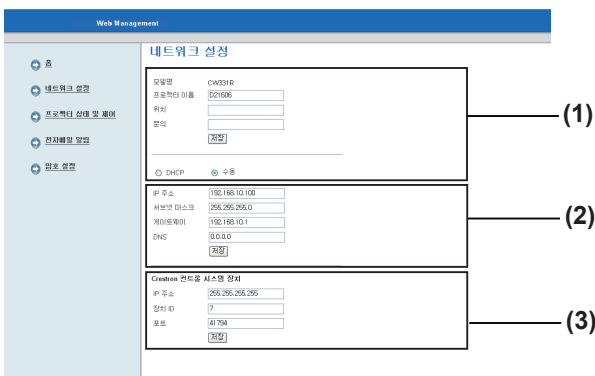 Web Management
홈
네트워크 설정
프로젝터 상태 및 제어
전자메일 알림
암호 설정
네트워크 설정
모델명 CW331R
프로젝터 이름 D21606
위치
문의
저장
DHCP 수동
(1)
IP 주소 192.168.10.100
서브넷 마스크 255.255.255.0
게이트웨이 192.168.10.1
DNS 0.0.0.0
저장
(2)
Crestron 컨트롤 시스템 장치
IP 주소 255.255.255.255
장치 ID 7
포트 41794
저장
(3)